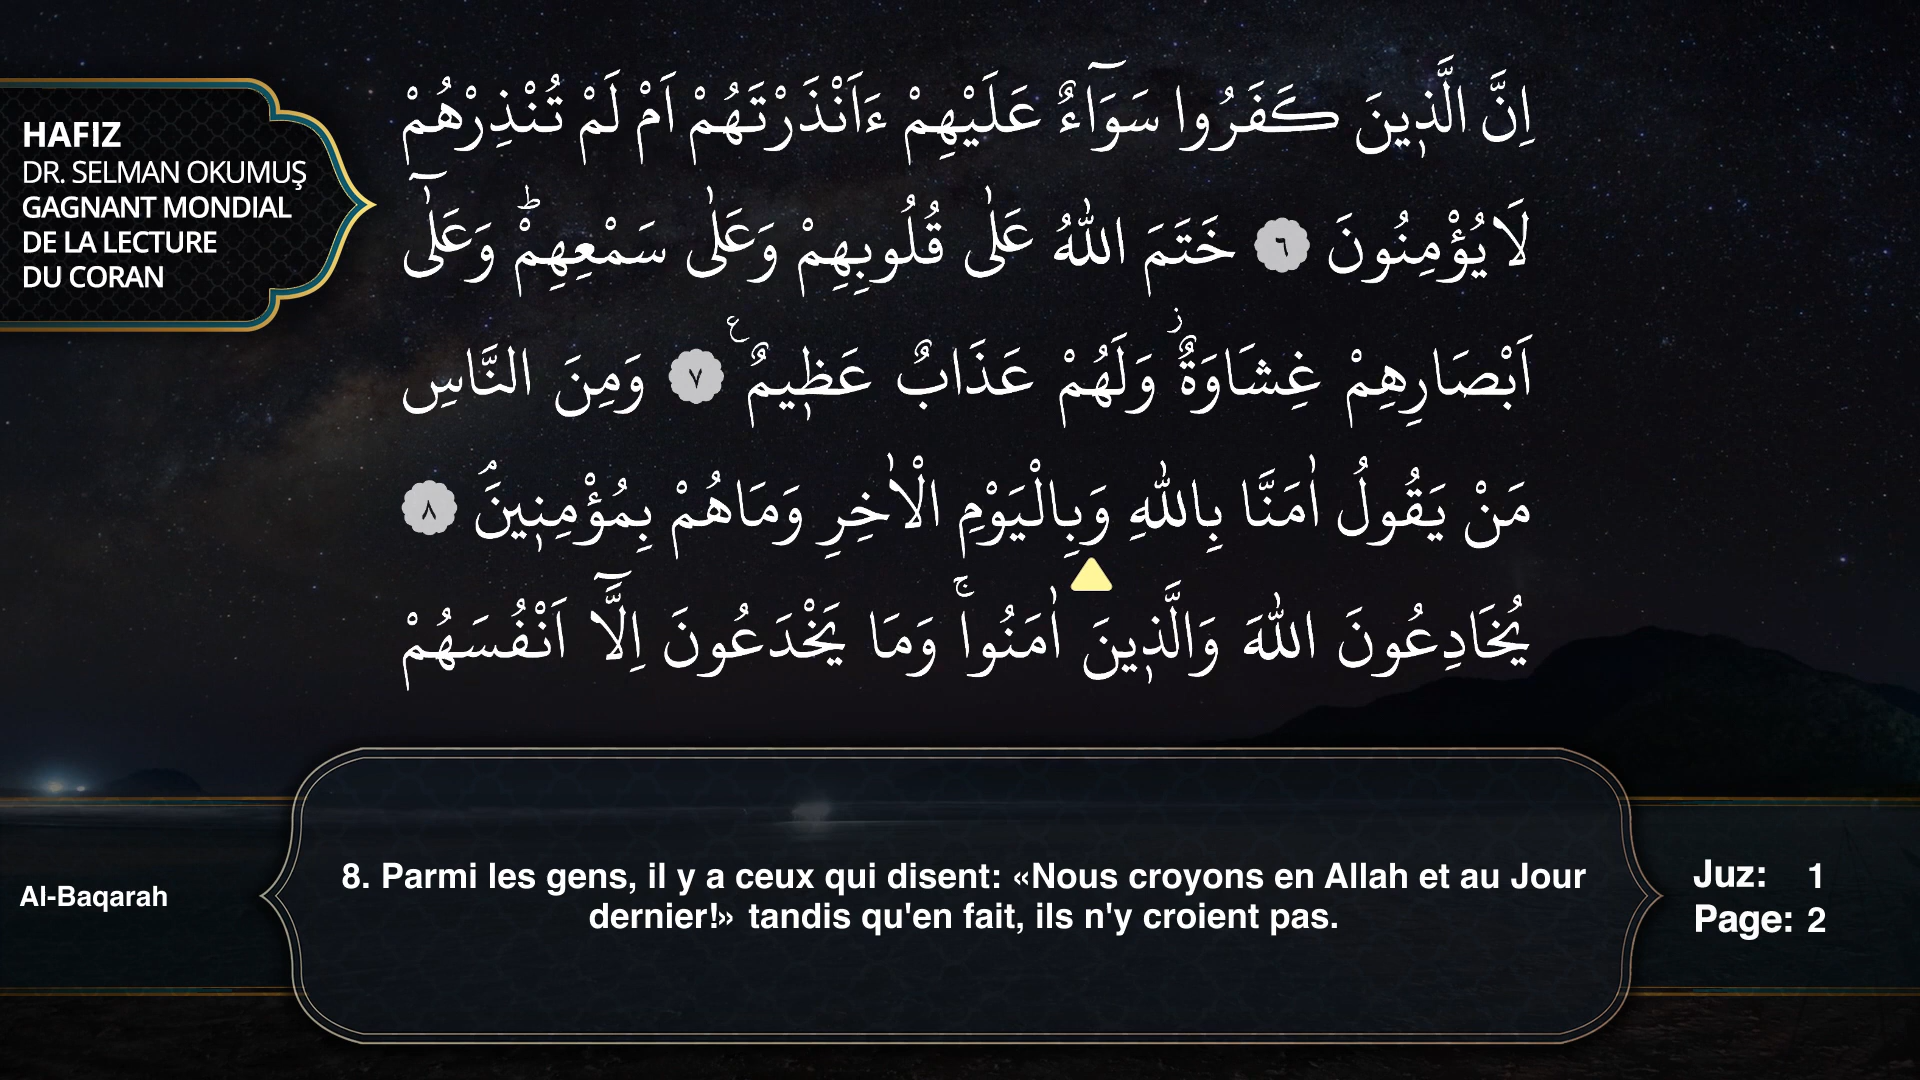 HAFIZ
DR. SELMAN OKUMUŞ
GAGNANT MONDIAL
DE LA LECTURE
DU CORAN
اِنَّ الَّذ۪ينَ كَفَرُوا سَوَٓاءٌ عَلَيْهِمْ ءَاَنْذَرْتَهُمْ اَمْ لَمْ تُنْذِرْهُمْ
لَا يُؤْمِنُونَ ٦ خَتَمَ اللّٰهُ عَلٰى قُلُوبِهِمْ وَعَلٰى سَمْعِهِمْۜ وَعَلٰٓى
اَبْصَارِهِمْ غِشَاوَةٌۘ وَلَهُمْ عَذَابٌ عَظ۪يمٌ ع ٧ وَمِنَ النَّاسِ
مَنْ يَقُولُ اٰمَنَّا بِاللّٰهِ وَبِالْيَوْمِ الْاٰخِرِ وَمَاهُمْ بِمُؤْمِن۪ينَۢ ٨
يُخَادِعُونَ اللّٰهَ وَالَّذ۪ينَ اٰمَنُواۚ وَمَا يَخْدَعُونَ اِلَّٓا اَنْفُسَهُمْ
8. Parmi les gens, il y a ceux qui disent: «Nous croyons en Allah et au Jour
dernier!» tandis qu'en fait, ils n'y croient pas.
Al-Baqarah
Juz: 1
Page: 2